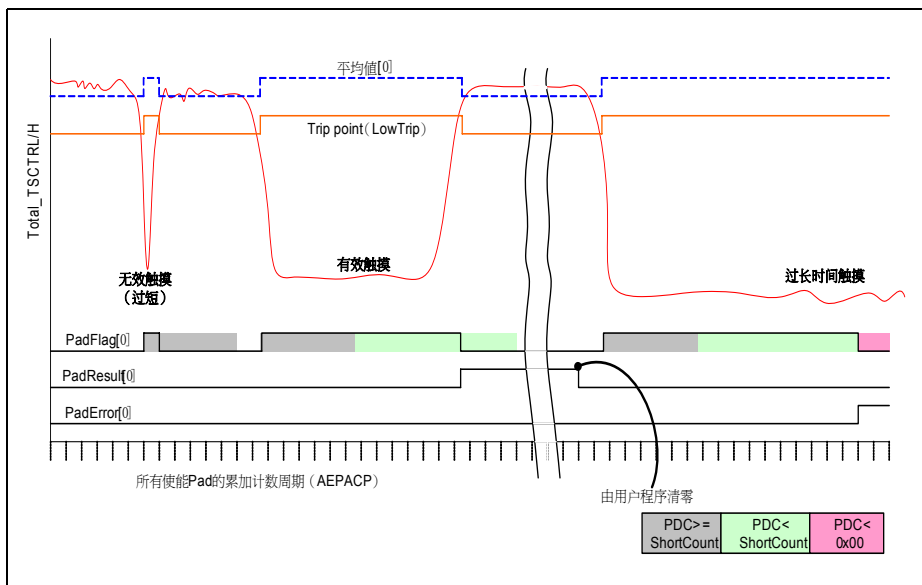 平均值[0]
Trip point（LowTrip）
Total_TSCTRL/H
无效触摸
（过短）
有效触摸
过长时间触摸
PadFlag[0]
PadResult[0]
PadError[0]
所有使能Pad的累加计数周期（AEPACP）
由用户程序清零
PDC>=
ShortCount
PDC<
ShortCount
PDC<
0x00